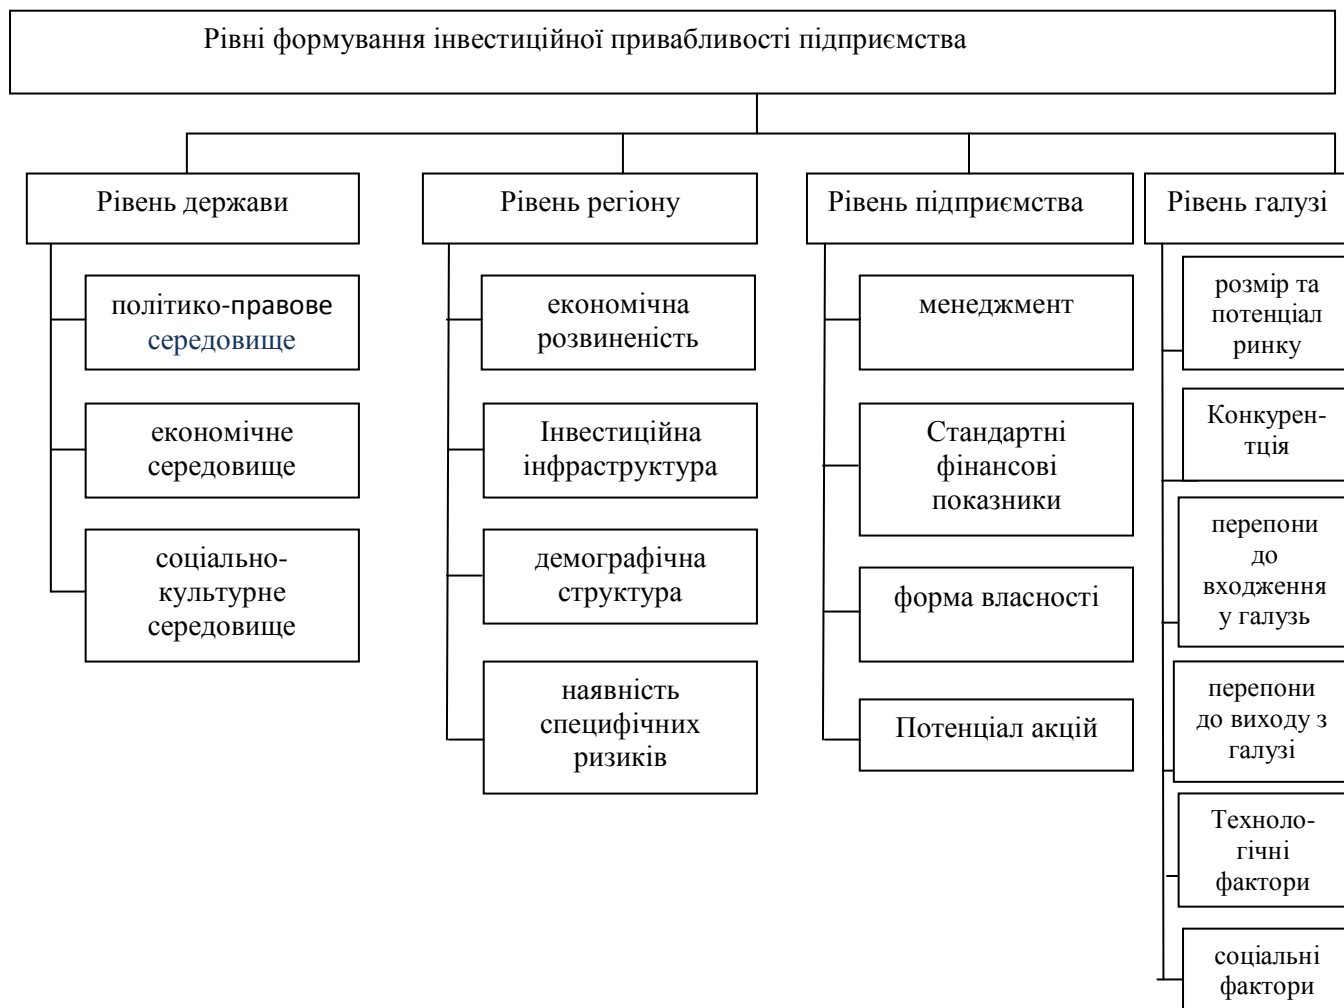 Рівні формування інвестиційної привабливості підприємства
Рівень держави
політико-правове
середовище
економічне
середовище
соціально-
культурне
середовище
Рівень регіону
економічна
розвиненість
Інвестиційна
інфраструктура
демографічна
структура
наявність
специфічних
ризиків
Рівень підприємства
менеджмент
Стандартні
фінансові
показники
форма власності
Потенціал акцій
Рівень галузі
розмір та
потенціал
ринку
Конкурен-
тція
перепони
до
входження
у галузь
перепони
до виходу з
галузі
Техноло-
гічні
фактори
соціальні
фактори